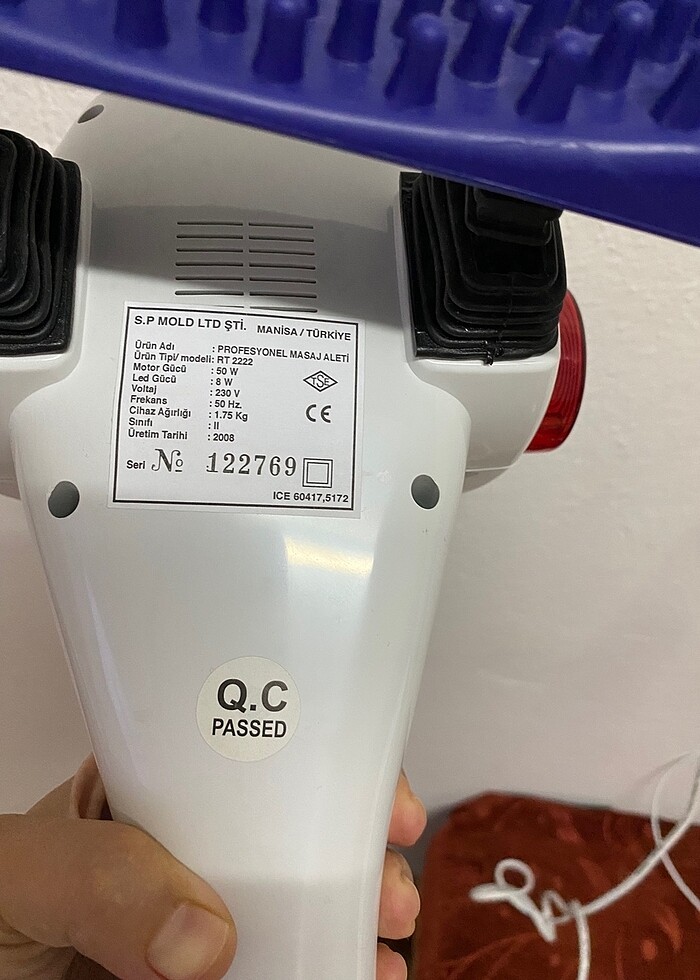 S.P MOLD LTD ŞTİ. MANİSA / TÜRKİYE
Ürün Adı : PROFESYONEL MASAJ ALETİ
Ürün Tipi/ modeli : RT 2222
Motor Gücü : 50 W
Led Gücü : 8 W
Voltaj : 230 V
Frekans : 50 Hz.
Cihaz Ağırlığı : 1.75 Kg
Sınıfı : II
Üretim Tarihi : 2008
TSE
CE
Seri № 122769
ICE 60417,5172
Q.C
PASSED